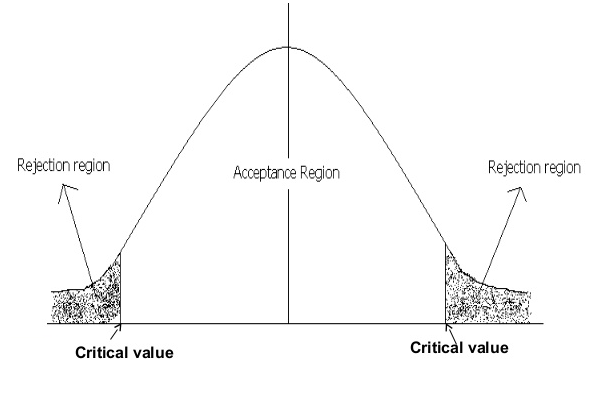 Rejection region
Acceptance Region
Rejection region
Critical value
Critical value